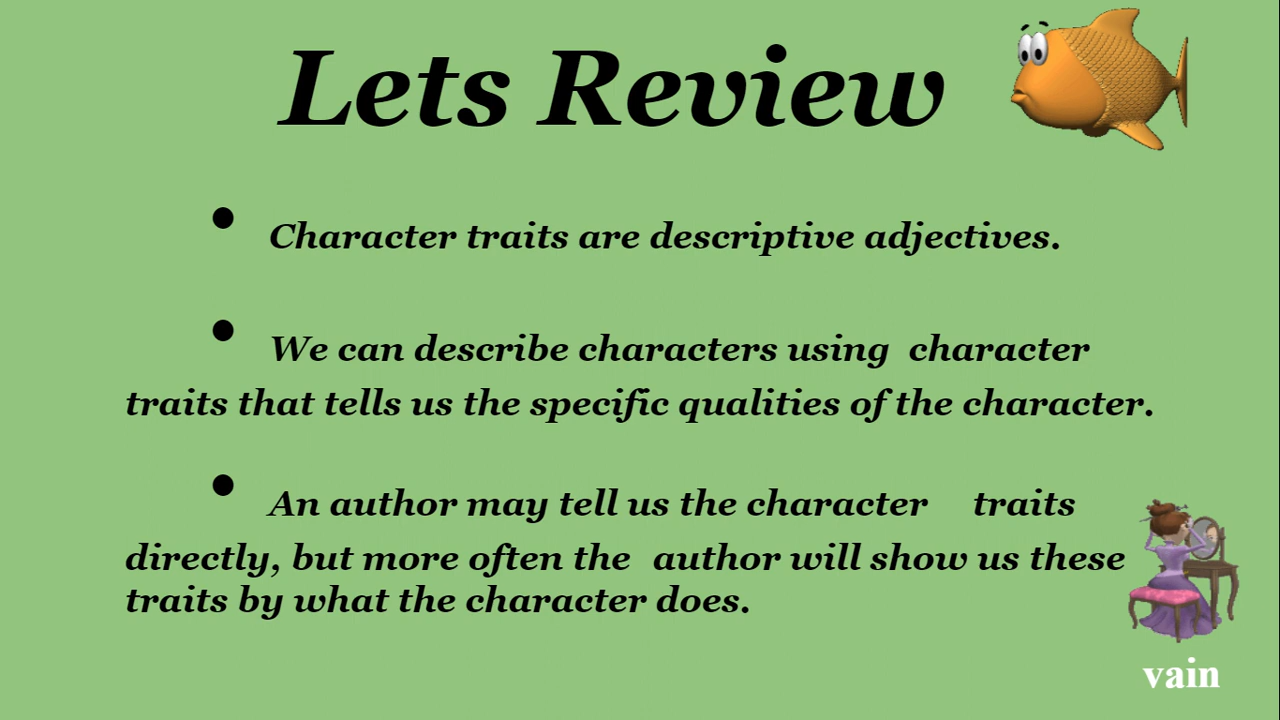 Lets Review
• Character traits are descriptive adjectives.
• We can describe characters using character
traits that tells us the specific qualities of the character.
• An author may tell us the character traits
directly, but more often the author will show us these
traits by what the character does.
vain